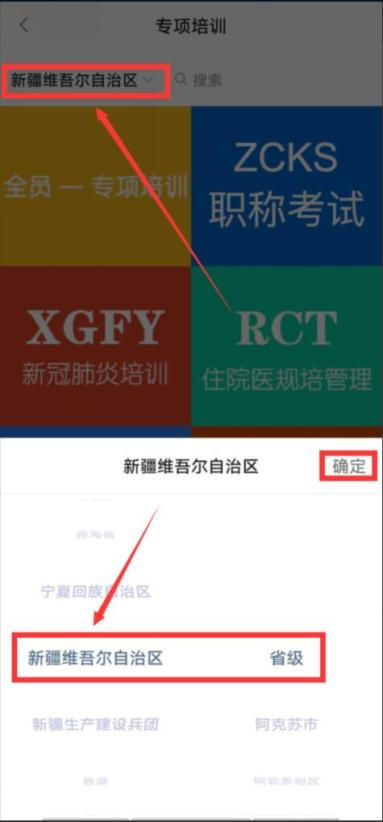 专项培训
新疆维吾尔自治区
搜索
全员 — 专项培训
ZCKS
职称考试
XGFY
新冠肺炎培训
RCT
住院医规培管理
新疆维吾尔自治区
确定
青海省
宁夏回族自治区
新疆维吾尔自治区 省级
新疆生产建设兵团 阿克苏市
香港 阿勒泰地区